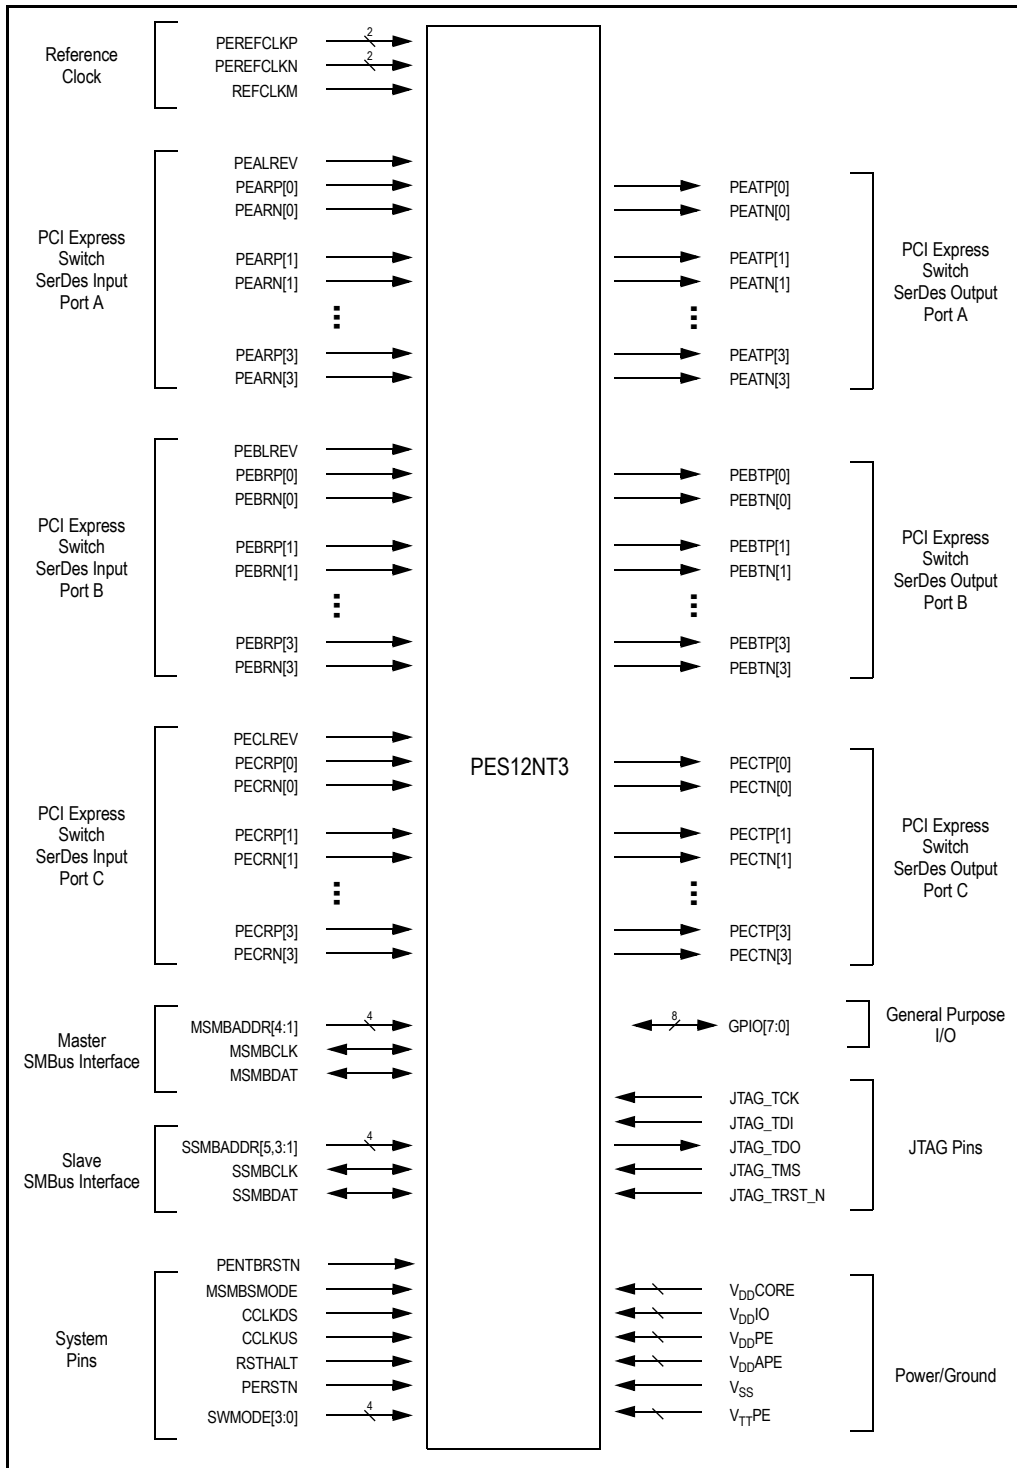 Reference
Clock
PEREFCLKP
2
PEREFCLKN
2
REFCLKM
PCI Express
Switch
SerDes Input
Port A
PEALREV
PEARP[0]
PEARN[0]
PEARP[1]
PEARN[1]
PEARP[3]
PEARN[3]
PCI Express
Switch
SerDes Input
Port B
PEBLREV
PEBRP[0]
PEBRN[0]
PEBRP[1]
PEBRN[1]
PEBRP[3]
PEBRN[3]
PCI Express
Switch
SerDes Input
Port C
PECLREV
PECRP[0]
PECRN[0]
PECRP[1]
PECRN[1]
PECRP[3]
PECRN[3]
Master
SMBus Interface
MSMBADDR[4:1]
4
MSMBCLK
MSMBDAT
Slave
SMBus Interface
SSMBADDR[5,3:1]
4
SSMBCLK
SSMBDAT
System
Pins
PENTBRSTN
MSMBSMODE
CCLKDS
CCLKUS
RSTHALT
PERSTN
SWMODE[3:0]
4
PES12NT3
PEATP[0]
PEATN[0]
PEATP[1]
PEATN[1]
PEATP[3]
PEATN[3]
PCI Express
Switch
SerDes Output
Port A
PEBTP[0]
PEBTN[0]
PEBTP[1]
PEBTN[1]
PEBTP[3]
PEBTN[3]
PCI Express
Switch
SerDes Output
Port B
PECTP[0]
PECTN[0]
PECTP[1]
PECTN[1]
PECTP[3]
PECTN[3]
PCI Express
Switch
SerDes Output
Port C
8
GPIO[7:0]
General Purpose
I/O
JTAG_TCK
JTAG_TDI
JTAG_TDO
JTAG_TMS
JTAG_TRST_N
JTAG Pins
VDDCORE
VDDIO
VDDPE
VDDAPE
VSS
VTTPE
Power/Ground